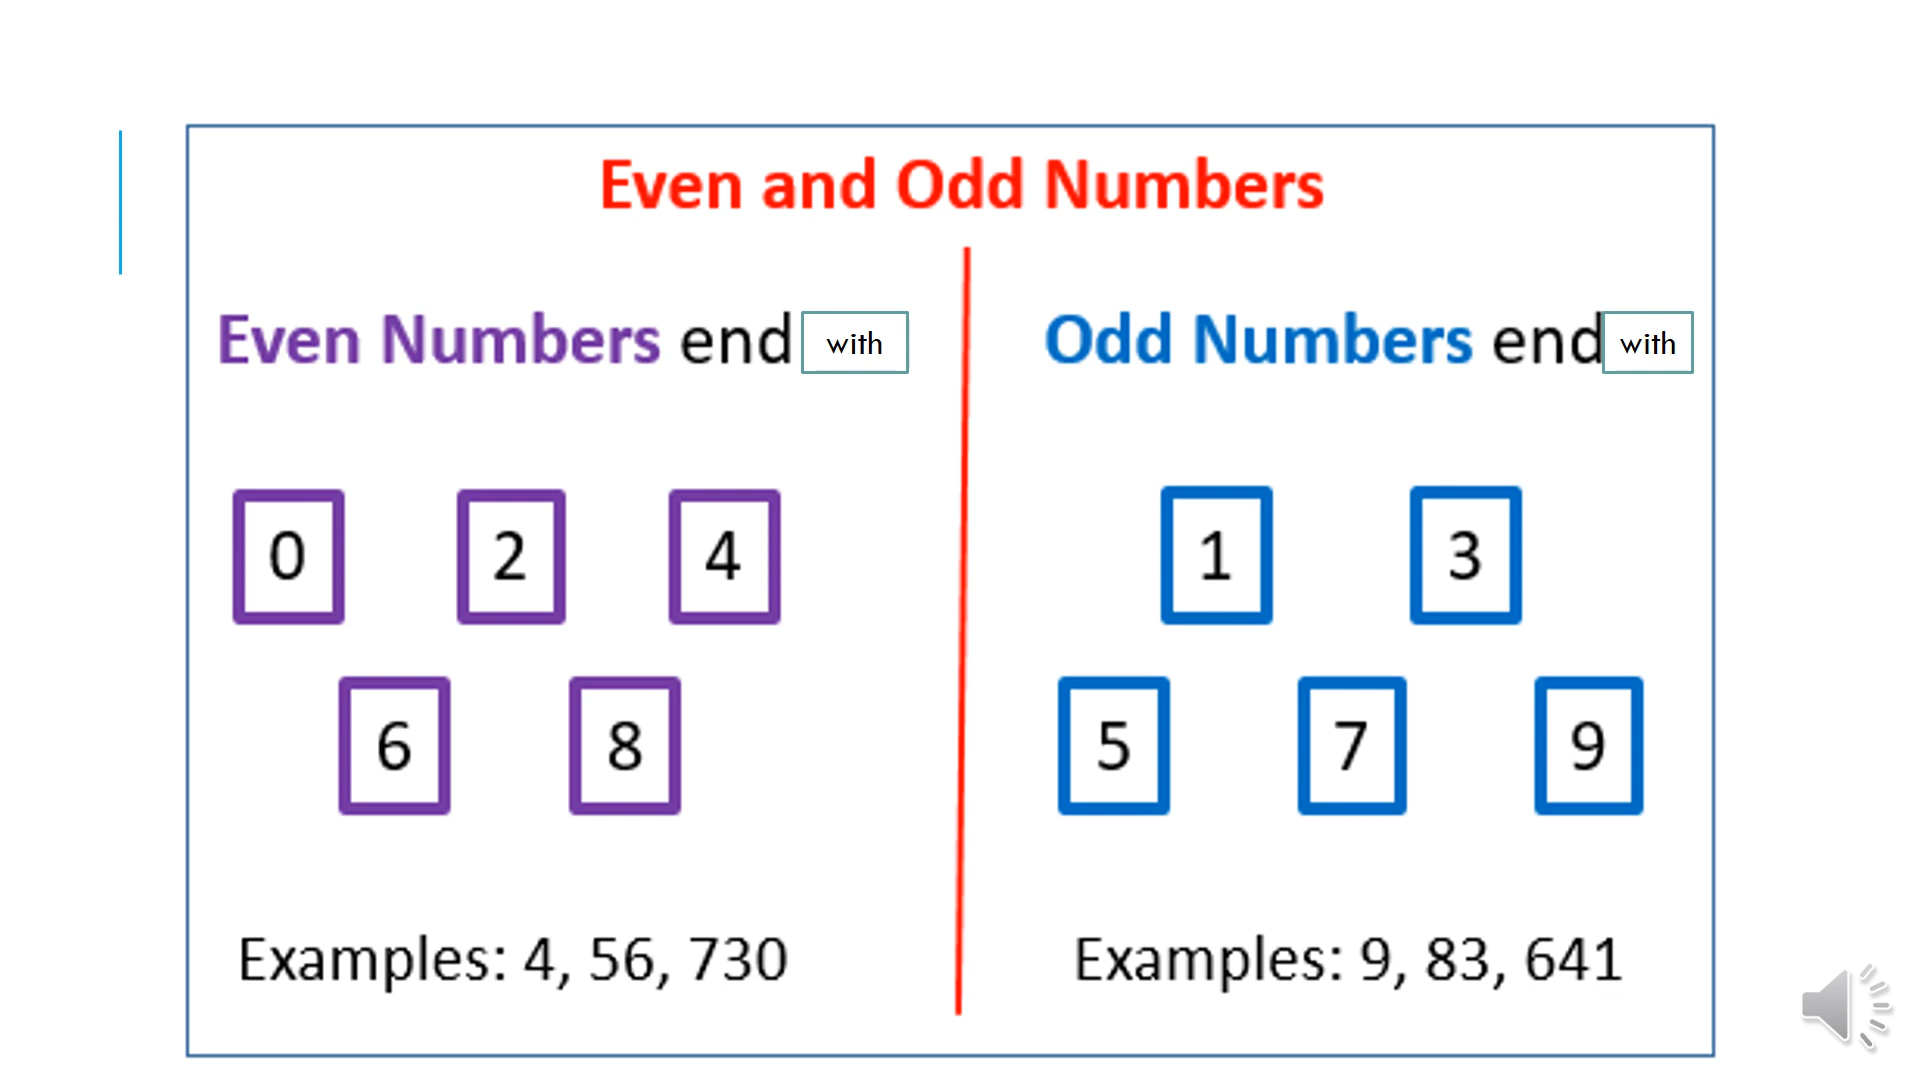 Even and Odd Numbers
Even Numbers end with
Odd Numbers end with
0 2 4
6 8
1 3
5 7 9
Examples: 4, 56, 730
Examples: 9, 83, 641